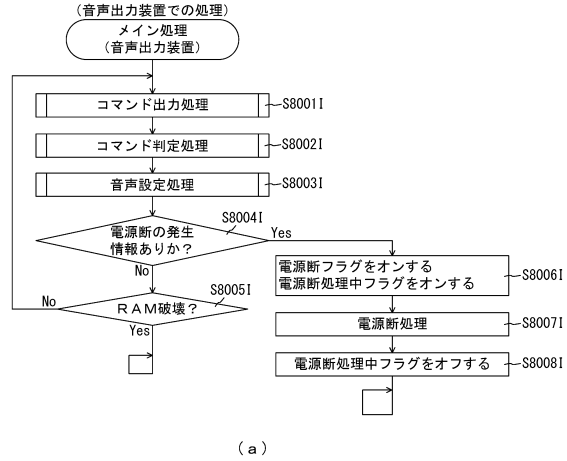 （音声出力装置での処理）
メイン処理
（音声出力装置）
コマンド出力処理
S8001I
コマンド判定処理
S8002I
音声設定処理
S8003I
電源断の発生
情報ありか？
S8004I
Yes
No
電源断フラグをオンする
電源断処理中フラグをオンする
S8006I
ＲＡＭ破壊？
S8005I
No
Yes
電源断処理
S8007I
電源断処理中フラグをオフする
S8008I
（ａ）